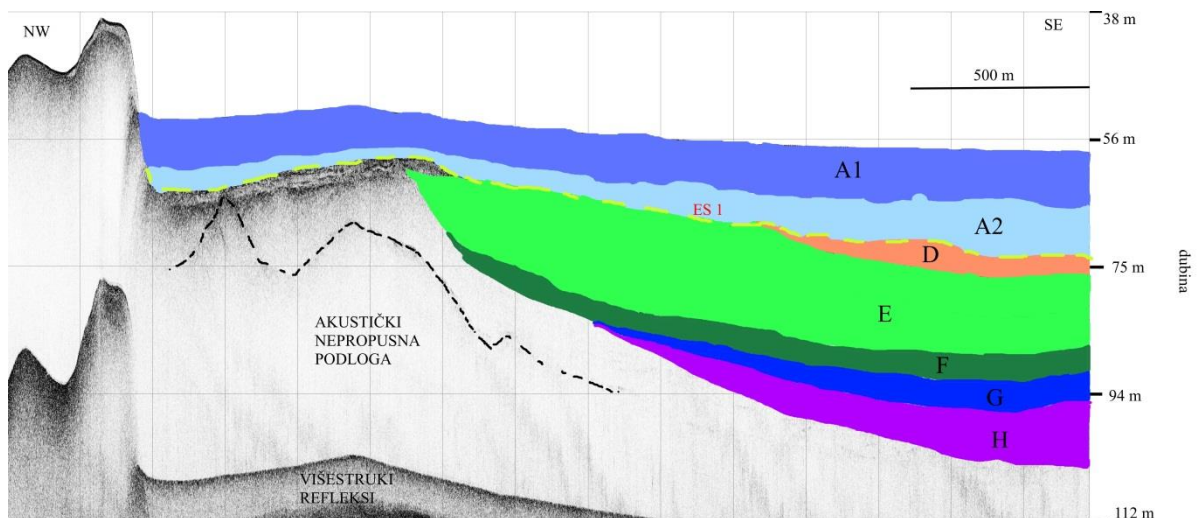 NW
SE
38 m
500 m
56 m
A1
ES 1
A2
D
75 m
dubina
E
AKUSTIČKI
NEPROPUSNA
PODLOGA
F
94 m
G
H
VIŠESTRUKI
REFLEKSI
112 m